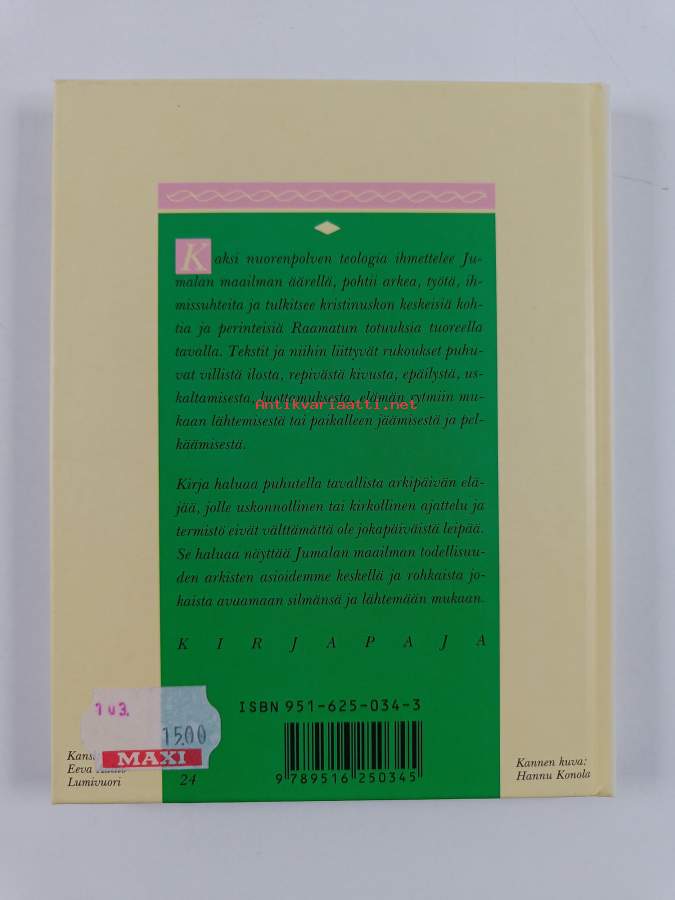 Kaksi nuorenpolven teologia ihmettelee Ju-
malan maailman äärellä, pohtii arkea, työtä, ih-
missuhteita ja tulkitsee kristinuskon keskeisiä koh-
tia ja perinteisiä Raamatun totuuksia tuoreella
tavalla. Tekstit ja niihin liittyvät rukoukset puhu-
vat villistä ilosta, repivästä kivusta, epäilystä, us-
kaltamisesta, luottamuksesta, elämän rytmiin mu-
Antikvariaatti.net
kaan lähtemisestä tai paikalleen jäämisestä ja pel-
käämisestä.
Kirja haluaa puhutella tavallista arkipäivän elä-
jää, jolle uskonnollinen tai kirkollinen ajattelu ja
termistö eivät välttämättä ole jokapäiväistä leipää.
Se haluaa näyttää Jumalan maailman todellisuu-
den arkisten asioidemme keskellä ja rohkaista jo-
kaista avaamaan silmänsä ja lähtemään mukaan.
KIRJAPAJA
ISBN 951-625-034-3
9 789516 250345
1 03.
1500
MAXI
Eeva
Lumivuori
24
Kannen kuva:
Hannu Konola